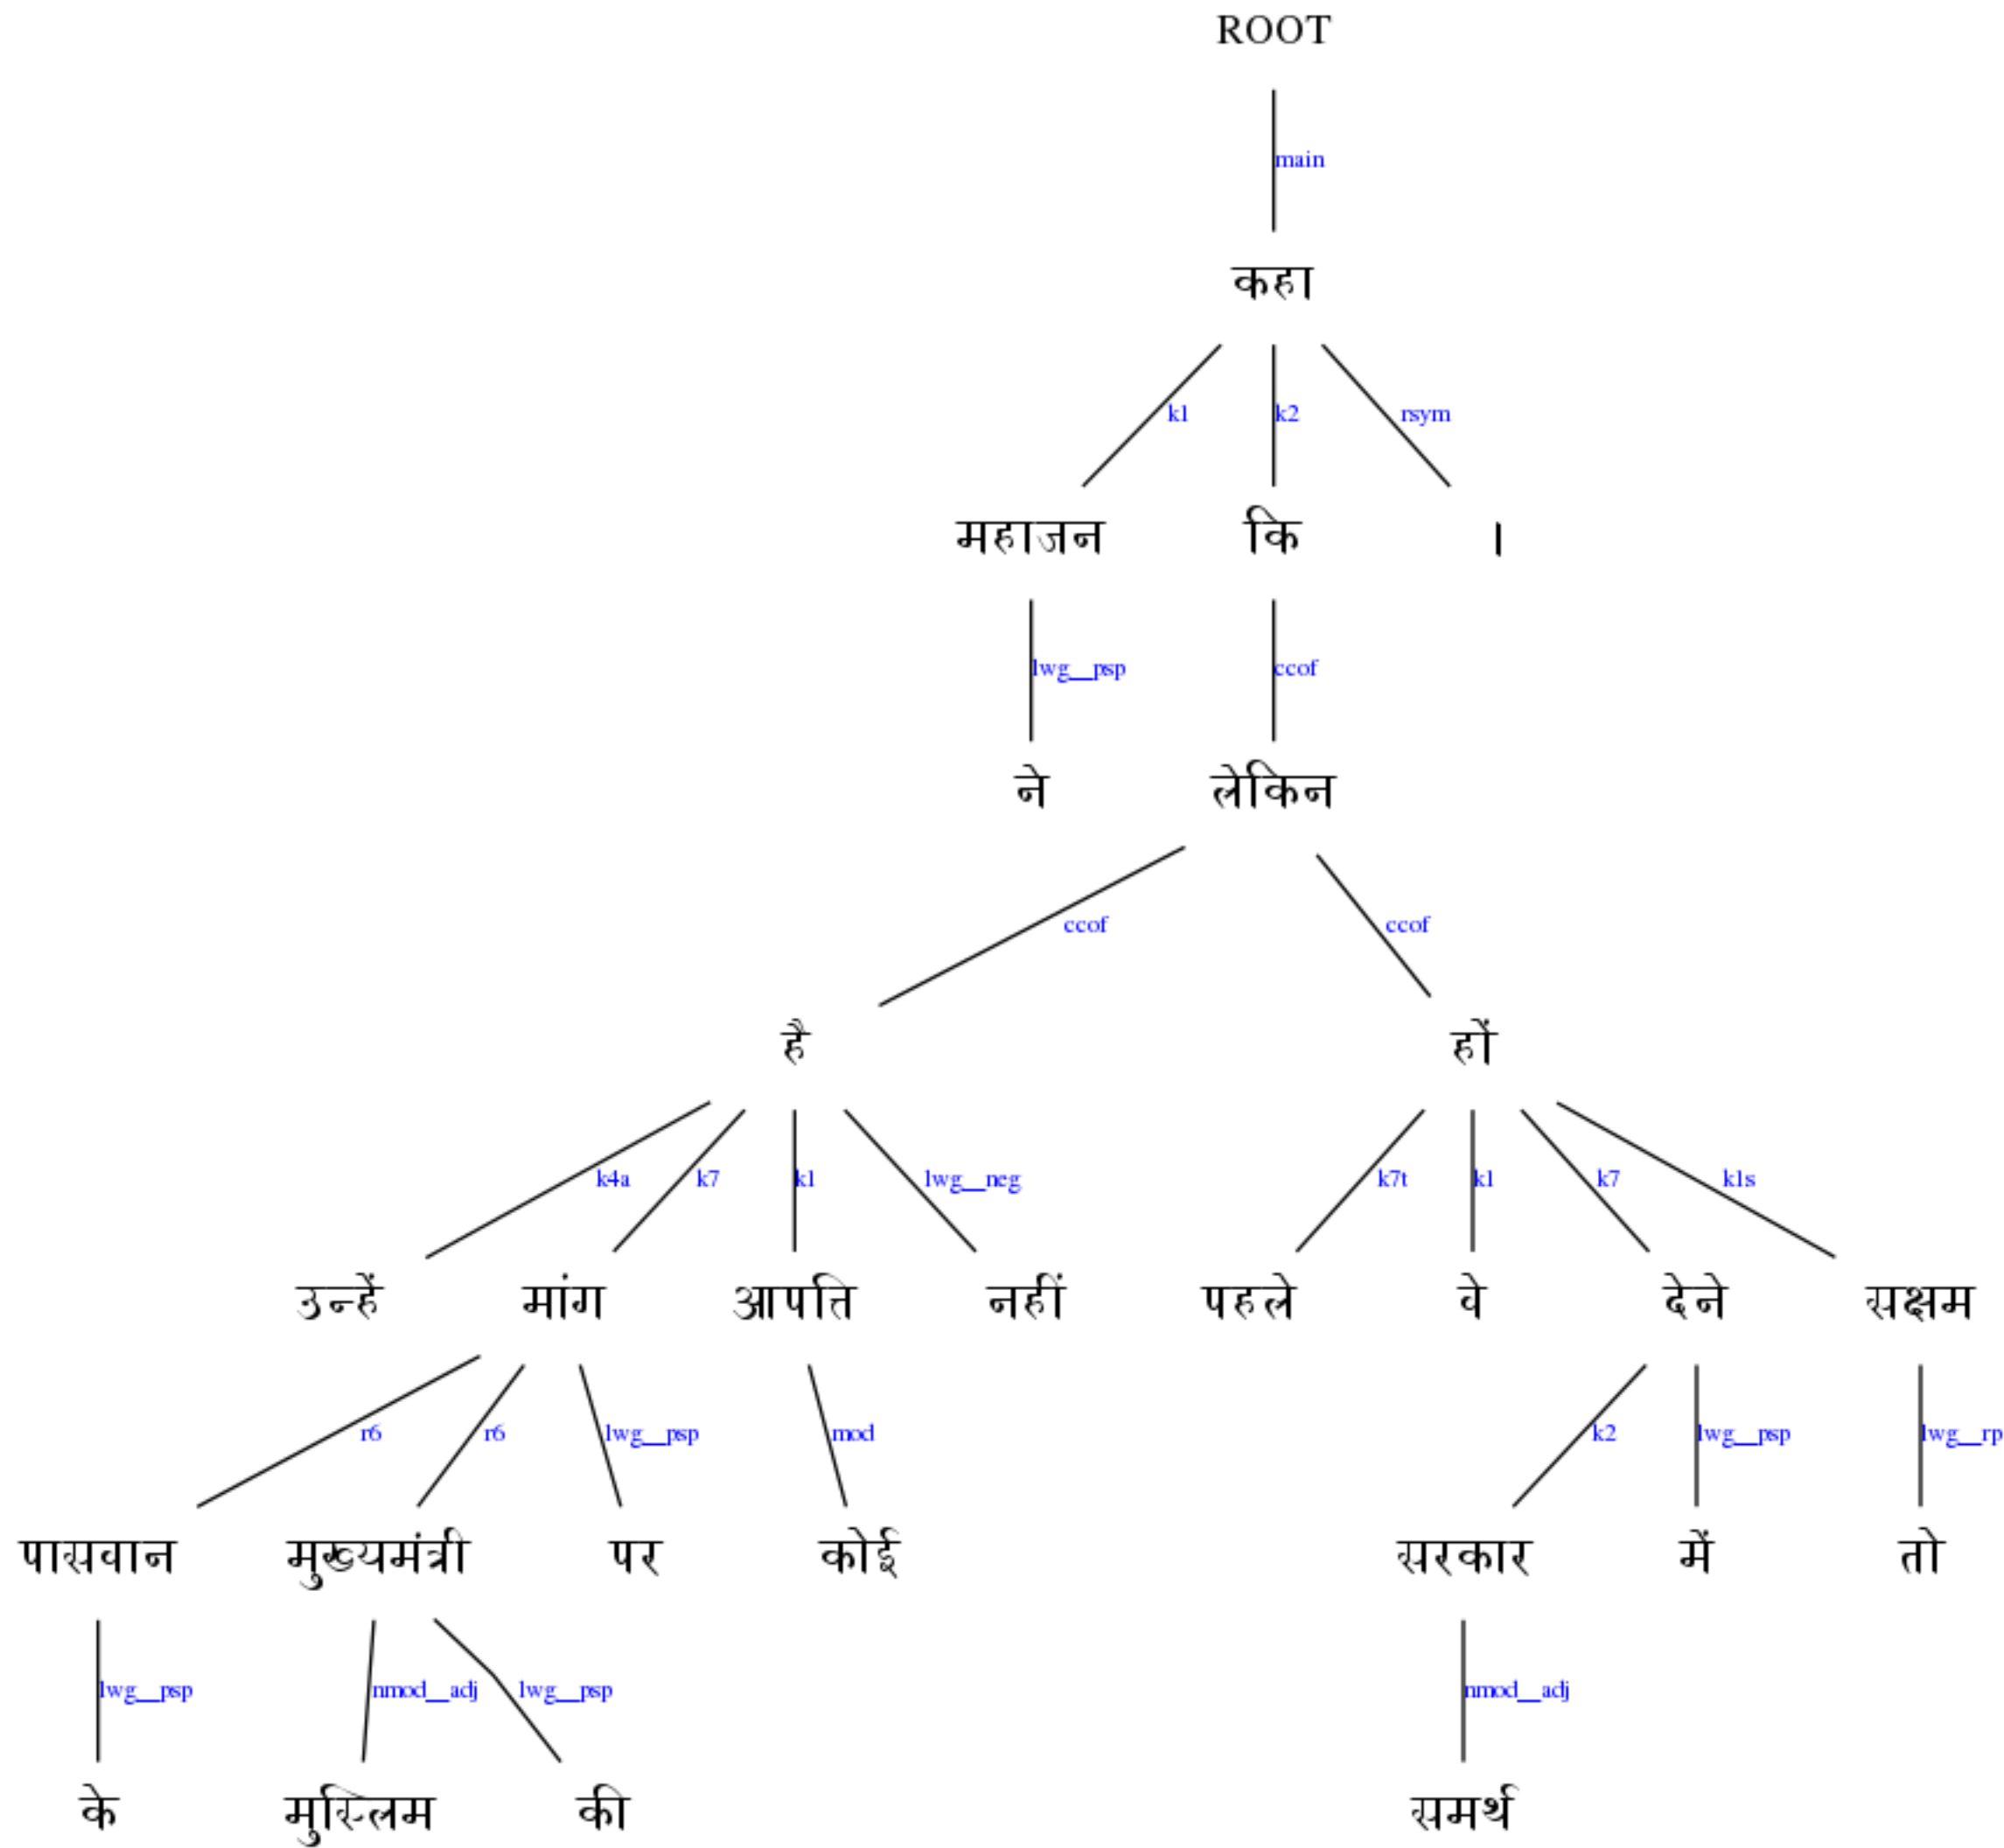 ROOT
main
कहा
k1 k2 rsym
महाजन कि ।
lwg__psp ccof
ने लेकिन
ccof ccof
है हों
k4a k7 k1 lwg__neg k7t k1 k7 k1s
उन्हें मांग आपत्ति नहीं पहले वे देने सक्षम
r6 r6 lwg__psp mod k2 lwg__psp lwg__rp
पासवान मुख्यमंत्री पर कोई सरकार में तो
lwg__psp nmod__adj lwg__psp nmod__adj
के मुस्लिम की समर्थ